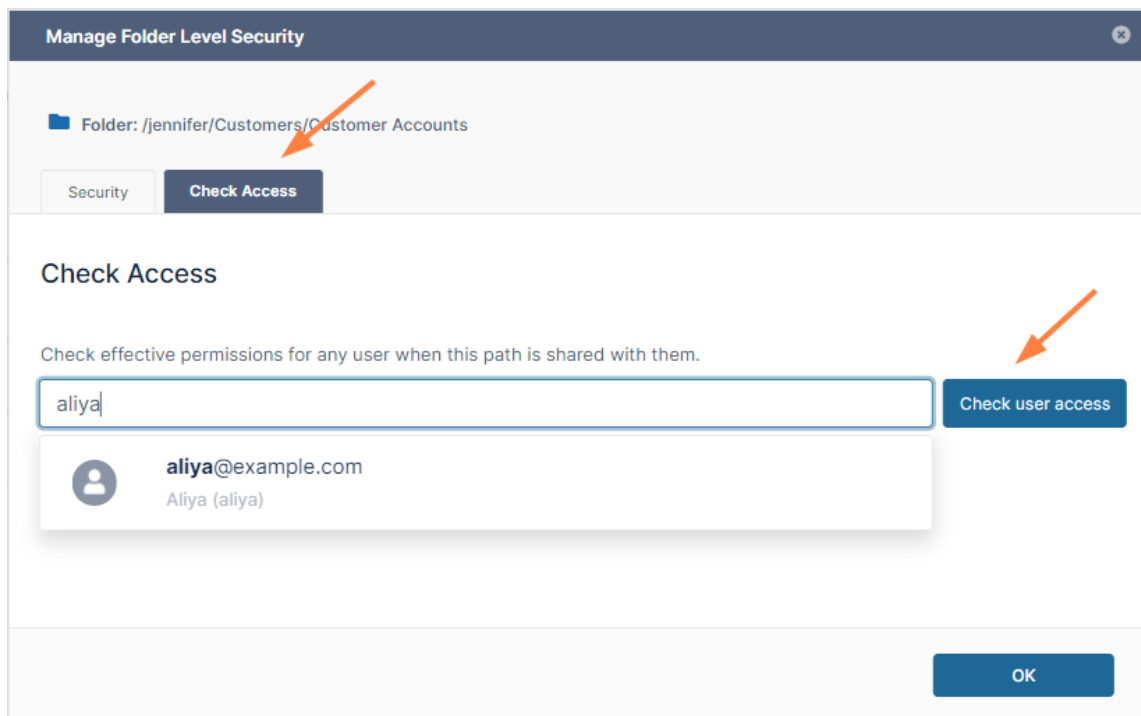 Manage Folder Level Security
Folder: /jennifer/Customers/Customer Accounts
Security
Check Access
Check Access
Check effective permissions for any user when this path is shared with them.
aliya
Check user access
aliya@example.com
Aliya (aliya)
OK